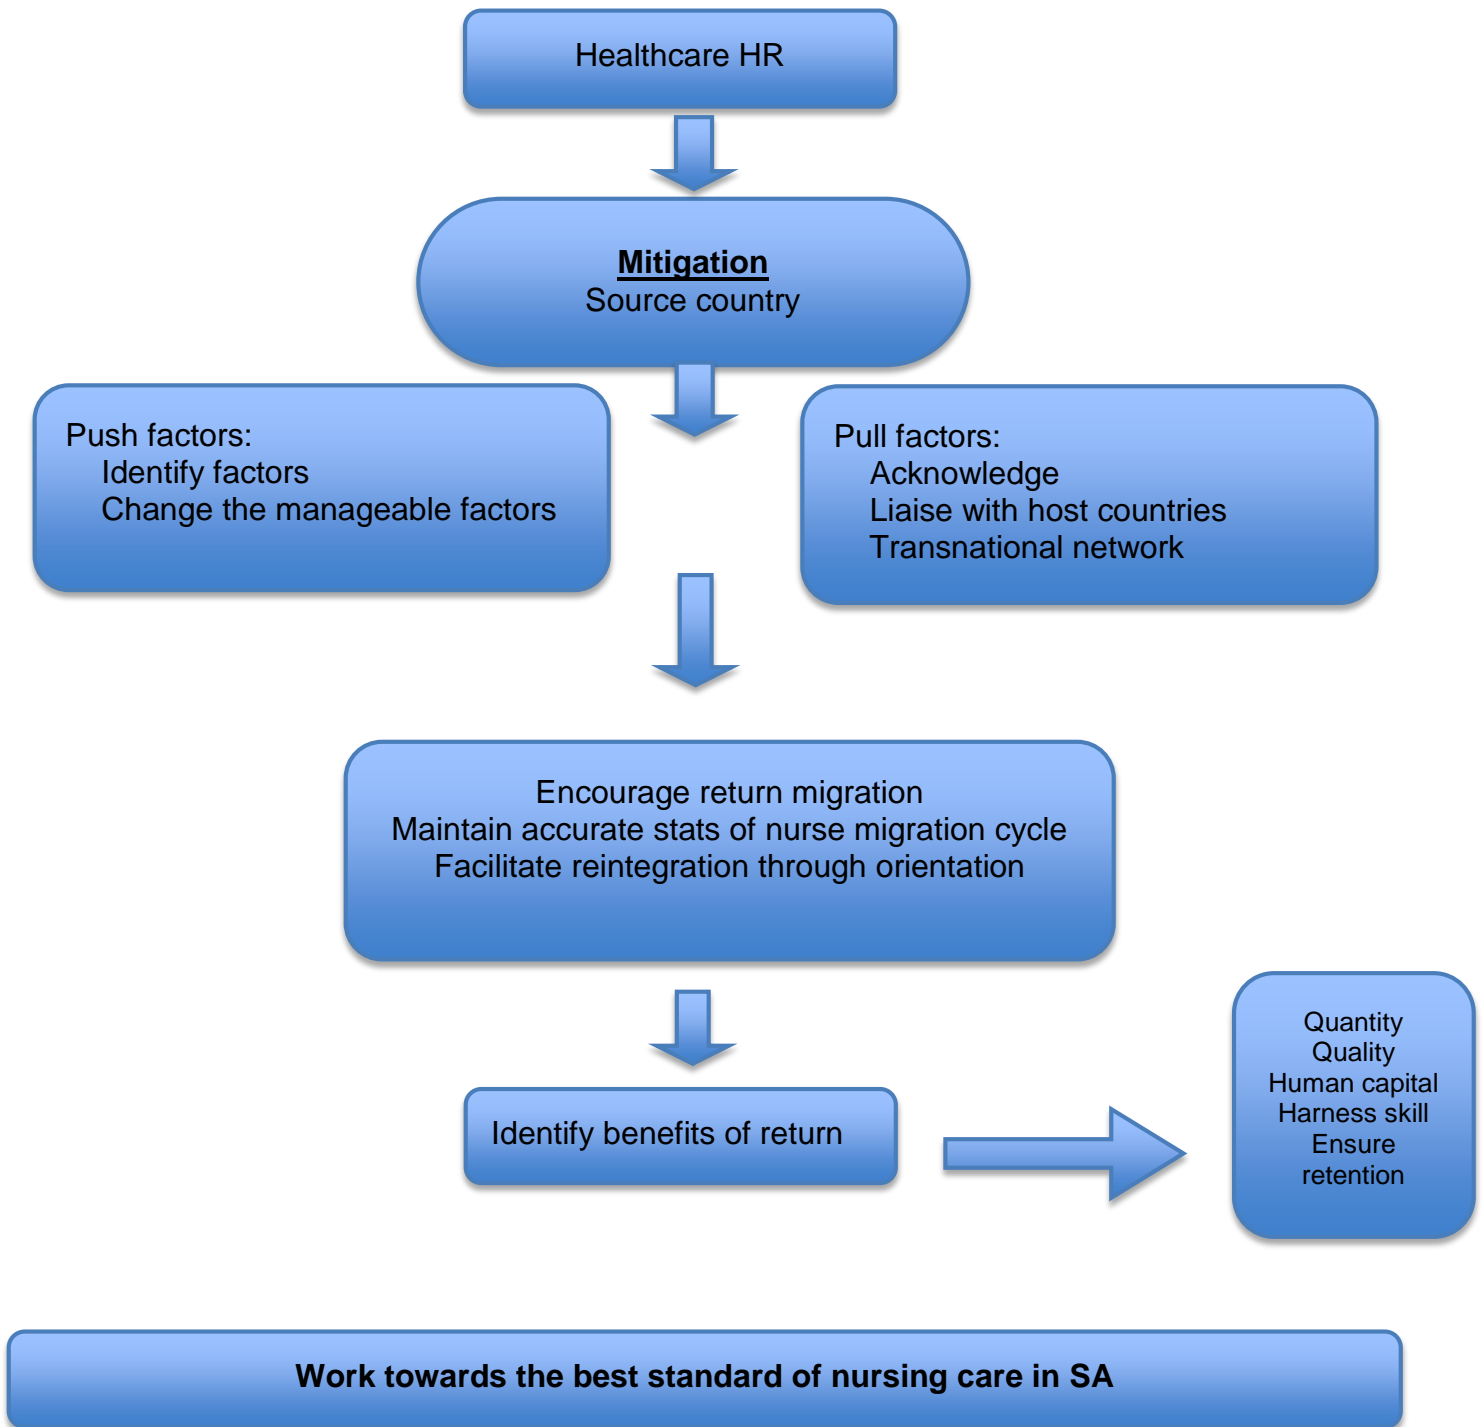 Healthcare HR
Mitigation
Source country
Push factors:
Identify factors
Change the manageable factors
Pull factors:
Acknowledge
Liaise with host countries
Transnational network
Encourage return migration
Maintain accurate stats of nurse migration cycle
Facilitate reintegration through orientation
Identify benefits of return
Quantity
Quality
Human capital
Harness skill
Ensure
retention
Work towards the best standard of nursing care in SA